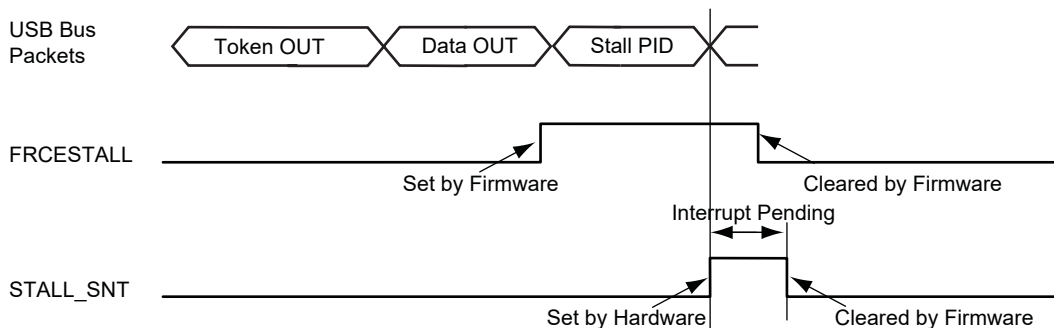 USB Bus
Packets
Token OUT
Data OUT
Stall PID
FRCESTALL
Set by Firmware
Cleared by Firmware
Interrupt Pending
STALL_SNT
Set by Hardware
Cleared by Firmware